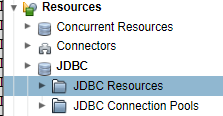 Resources
Concurrent Resources
Connectors
JDBC
JDBC Resources
JDBC Connection Pools